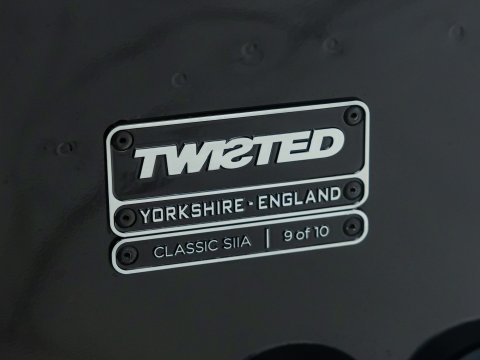 TWISTED
YORKSHIRE · ENGLAND
CLASSIC SIIA | 9 of 10